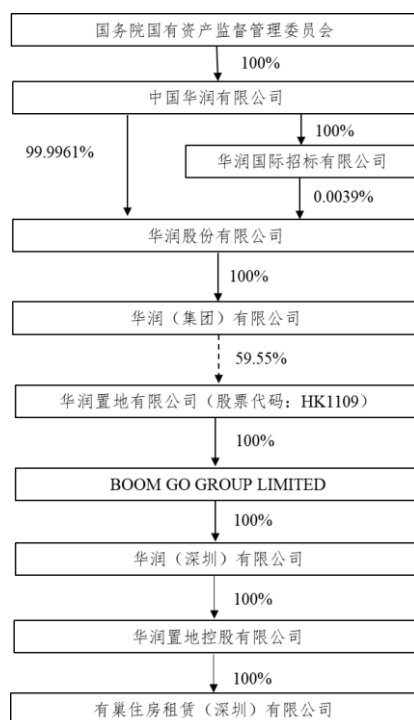 国务院国有资产监督管理委员会
100%
中国华润有限公司
100%
99.9961%
华润国际招标有限公司
0.0039%
华润股份有限公司
100%
华润（集团）有限公司
59.55%
华润置地有限公司（股票代码：HK1109）
100%
BOOM GO GROUP LIMITED
100%
华润（深圳）有限公司
100%
华润置地控股有限公司
100%
有巢住房租赁（深圳）有限公司